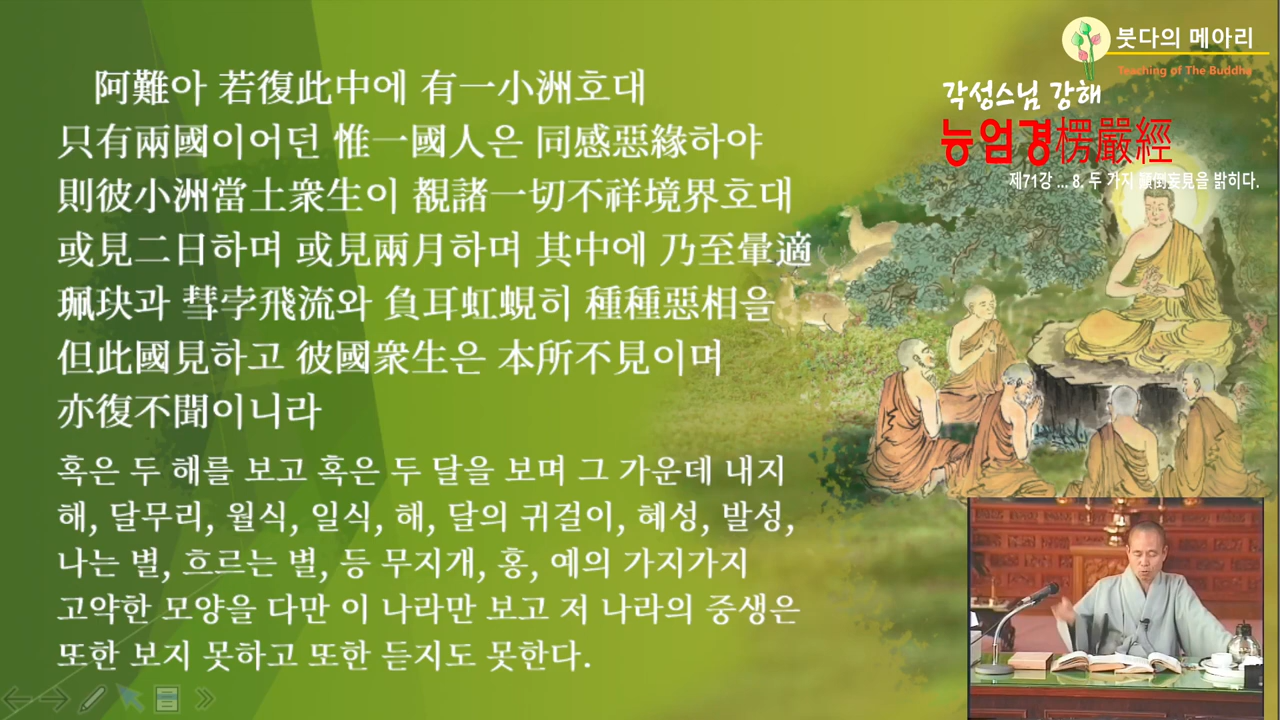 붓다의 메아리
Teaching of The Buddha
각성스님 강해
능엄경楞嚴經
제71강 ... 8. 두 가지 顚倒妄見을 밝히다.
阿難아 若復此中에 有一小洲호대
只有兩國이어던 惟一國人은 同感惡緣하야
則彼小洲當土衆生이 覩諸一切不祥境界호대
或見二日하며 或見兩月하며 其中에 乃至暈適
珮玦과 彗孛飛流와 負耳虹蜺히 種種惡相을
但此國見하고 彼國衆生은 本所不見이며
亦復不聞이니라
혹은 두 해를 보고 혹은 두 달을 보며 그 가운데 내지
해, 달무리, 월식, 일식, 해, 달의 귀걸이, 혜성, 발성,
나는 별, 흐르는 별, 등 무지개, 홍, 예의 가지가지
고약한 모양을 다만 이 나라만 보고 저 나라의 중생은
또한 보지 못하고 또한 듣지도 못한다.